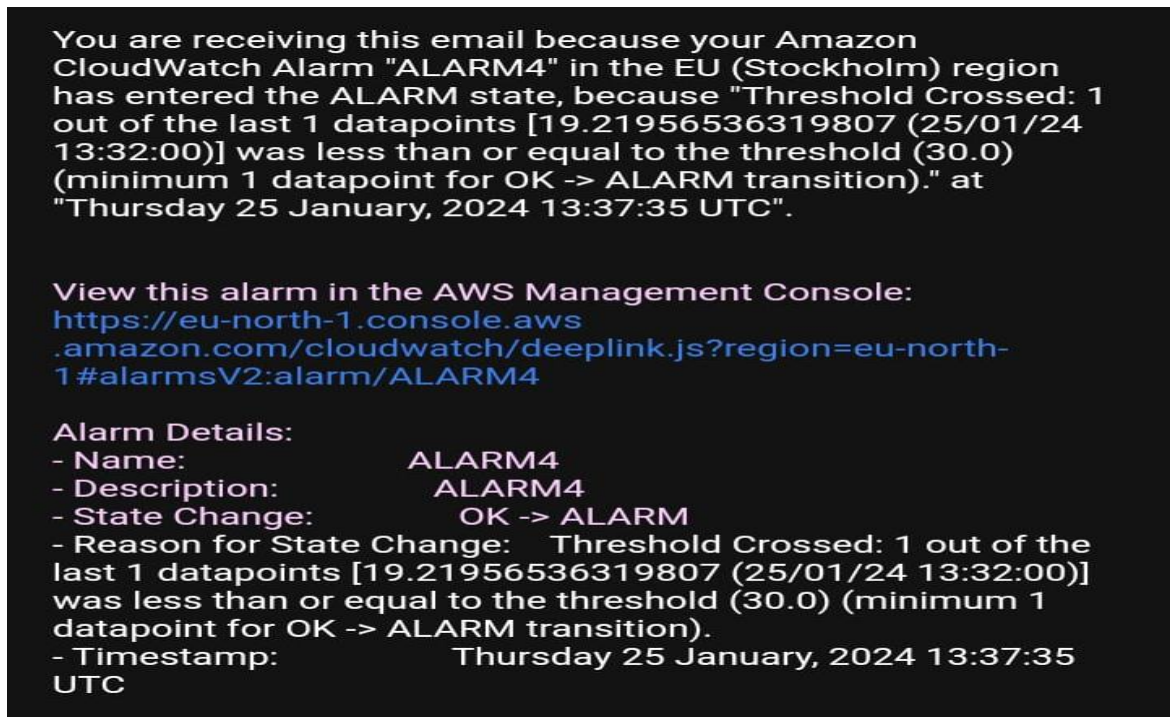 You are receiving this email because your Amazon
CloudWatch Alarm "ALARM4" in the EU (Stockholm) region
has entered the ALARM state, because "Threshold Crossed: 1
out of the last 1 datapoints [19.21956536319807 (25/01/24
13:32:00)] was less than or equal to the threshold (30.0)
(minimum 1 datapoint for OK -> ALARM transition)." at
"Thursday 25 January, 2024 13:37:35 UTC".
View this alarm in the AWS Management Console:
https://eu-north-1.console.aws
.amazon.com/cloudwatch/deeplink.js?region=eu-north-
1#alarmsV2:alarm/ALARM4
Alarm Details:
- Name: ALARM4
- Description: ALARM4
- State Change: OK -> ALARM
- Reason for State Change: Threshold Crossed: 1 out of the
last 1 datapoints [19.21956536319807 (25/01/24 13:32:00)]
was less than or equal to the threshold (30.0) (minimum 1
datapoint for OK -> ALARM transition).
- Timestamp: Thursday 25 January, 2024 13:37:35
UTC